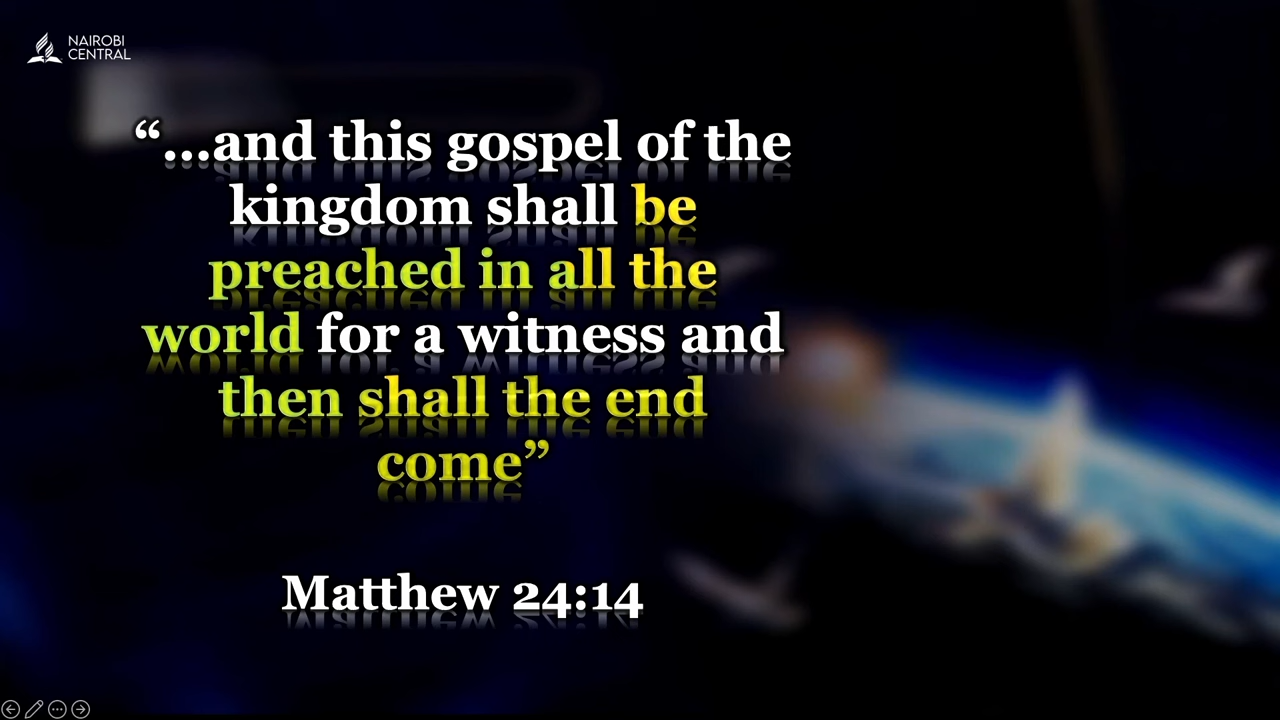 NAIROBI
CENTRAL
“...and this gospel of the
kingdom shall be
preached in all the
world for a witness and
then shall the end
come”
Matthew 24:14